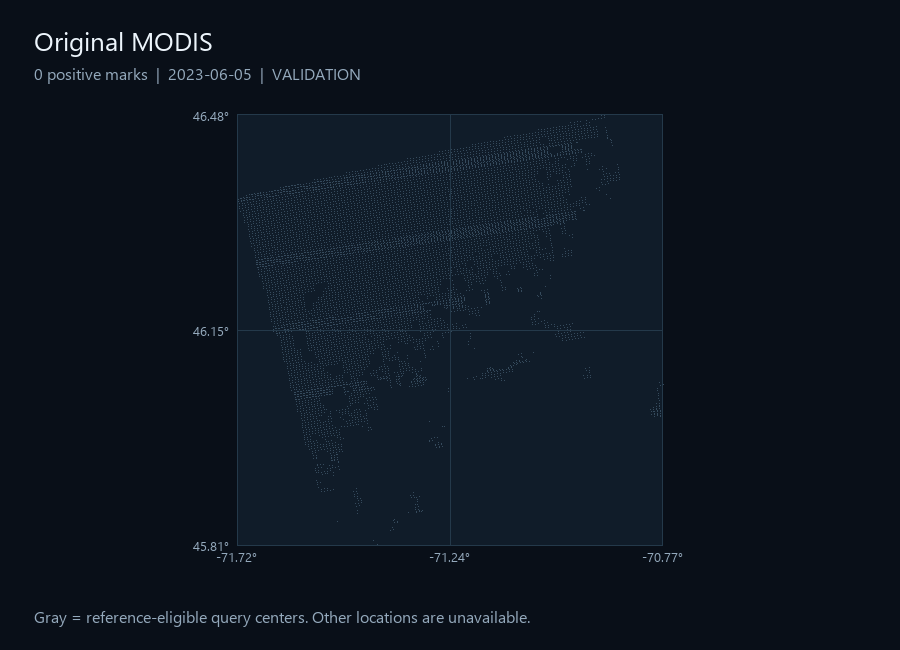 Original MODIS
0 positive marks | 2023-06-05 | VALIDATION
46.48°
46.15°
45.81°
-71.72° -71.24° -70.77°
Gray = reference-eligible query centers. Other locations are unavailable.